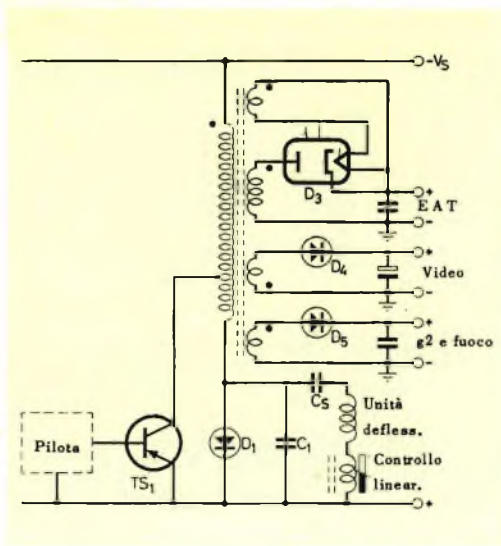 -Vs
D3
+
EAT
-
D4
+
Video
-
D5
+
g2 e fuoco
-
Cs
Unità
defless.
Pilota
TS1
D1
C1
Controllo
linear.
+